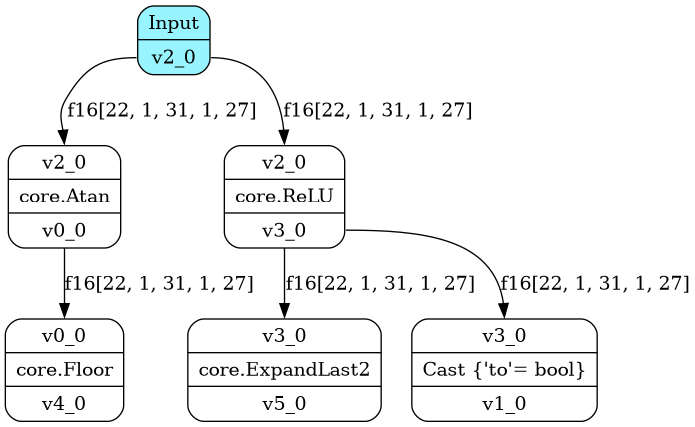 Input
v2_0
f16[22, 1, 31, 1, 27]
f16[22, 1, 31, 1, 27]
v2_0
core.Atan
v0_0
v2_0
core.ReLU
v3_0
f16[22, 1, 31, 1, 27]
f16[22, 1, 31, 1, 27]
f16[22, 1, 31, 1, 27]
v0_0
core.Floor
v4_0
v3_0
core.ExpandLast2
v5_0
v3_0
Cast {'to'= bool}
v1_0